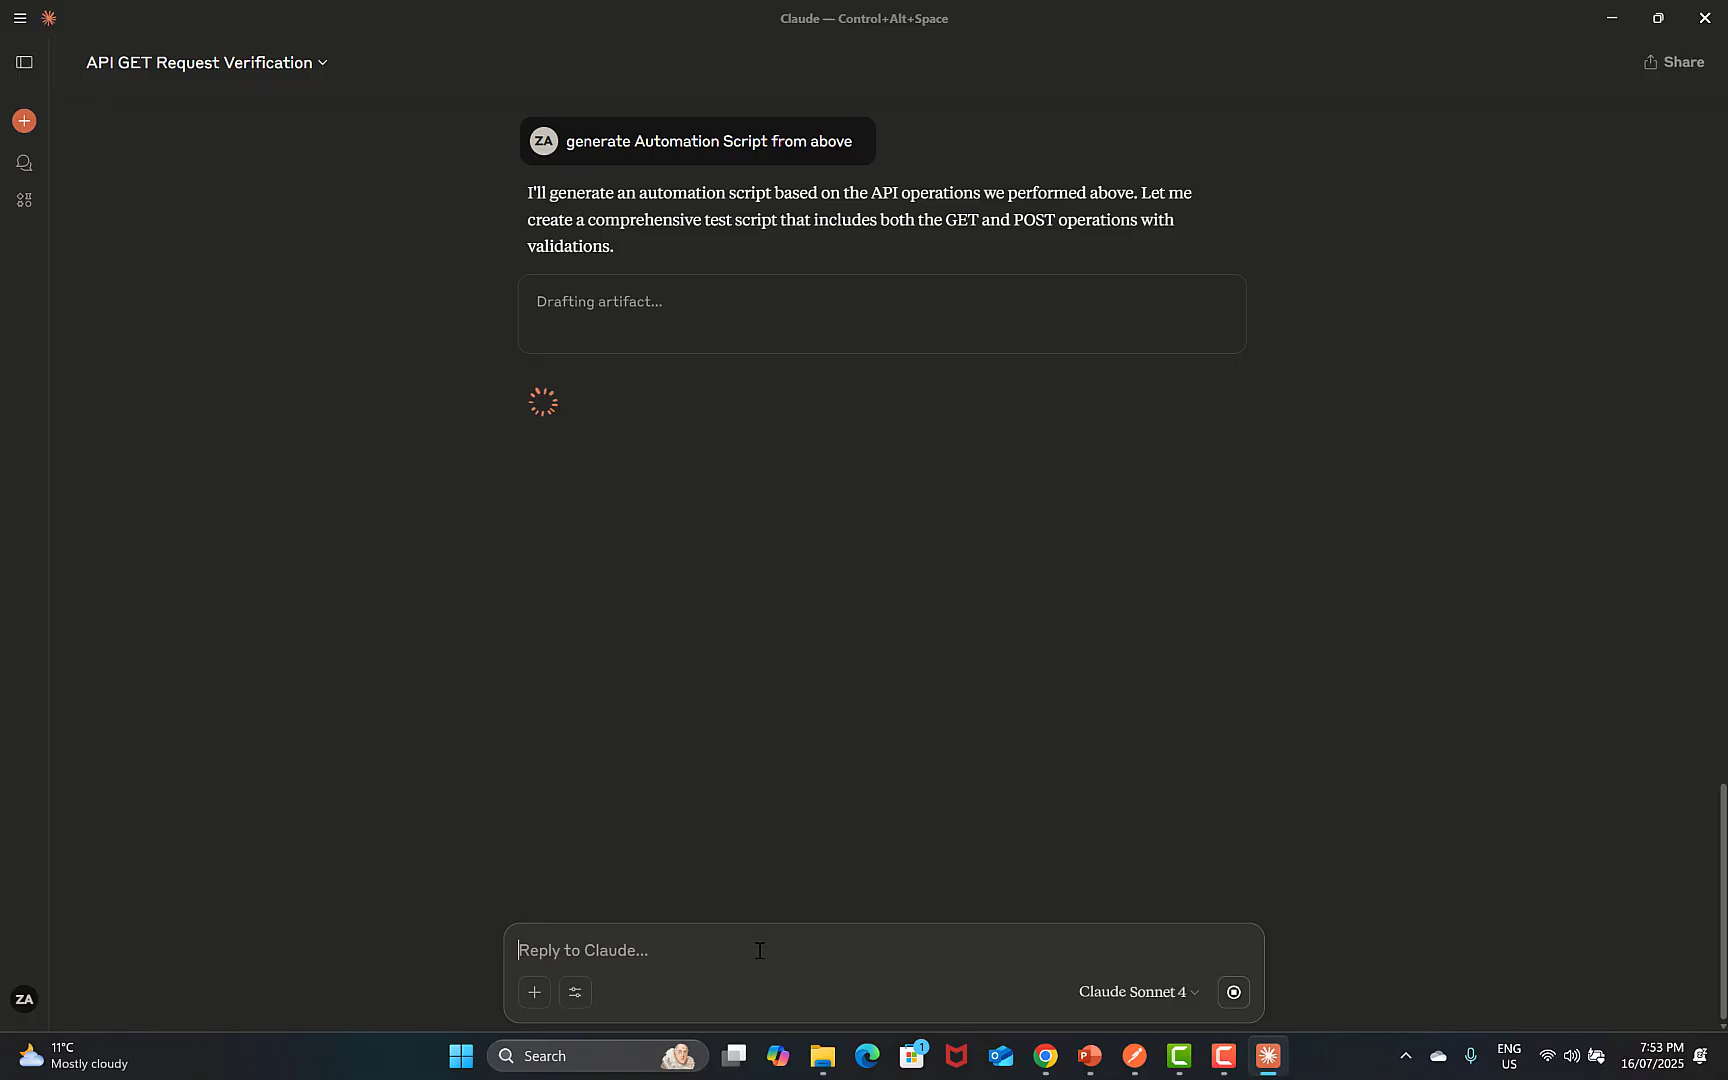 Claude — Control+Alt+Space
API GET Request Verification
Share
ZA generate Automation Script from above
I'll generate an automation script based on the API operations we performed above. Let me
create a comprehensive test script that includes both the GET and POST operations with
validations.
Drafting artifact...
Reply to Claude...
Claude Sonnet 4
ZA
11°C
Mostly cloudy
Search
1
ENG
US
7:53 PM
16/07/2025